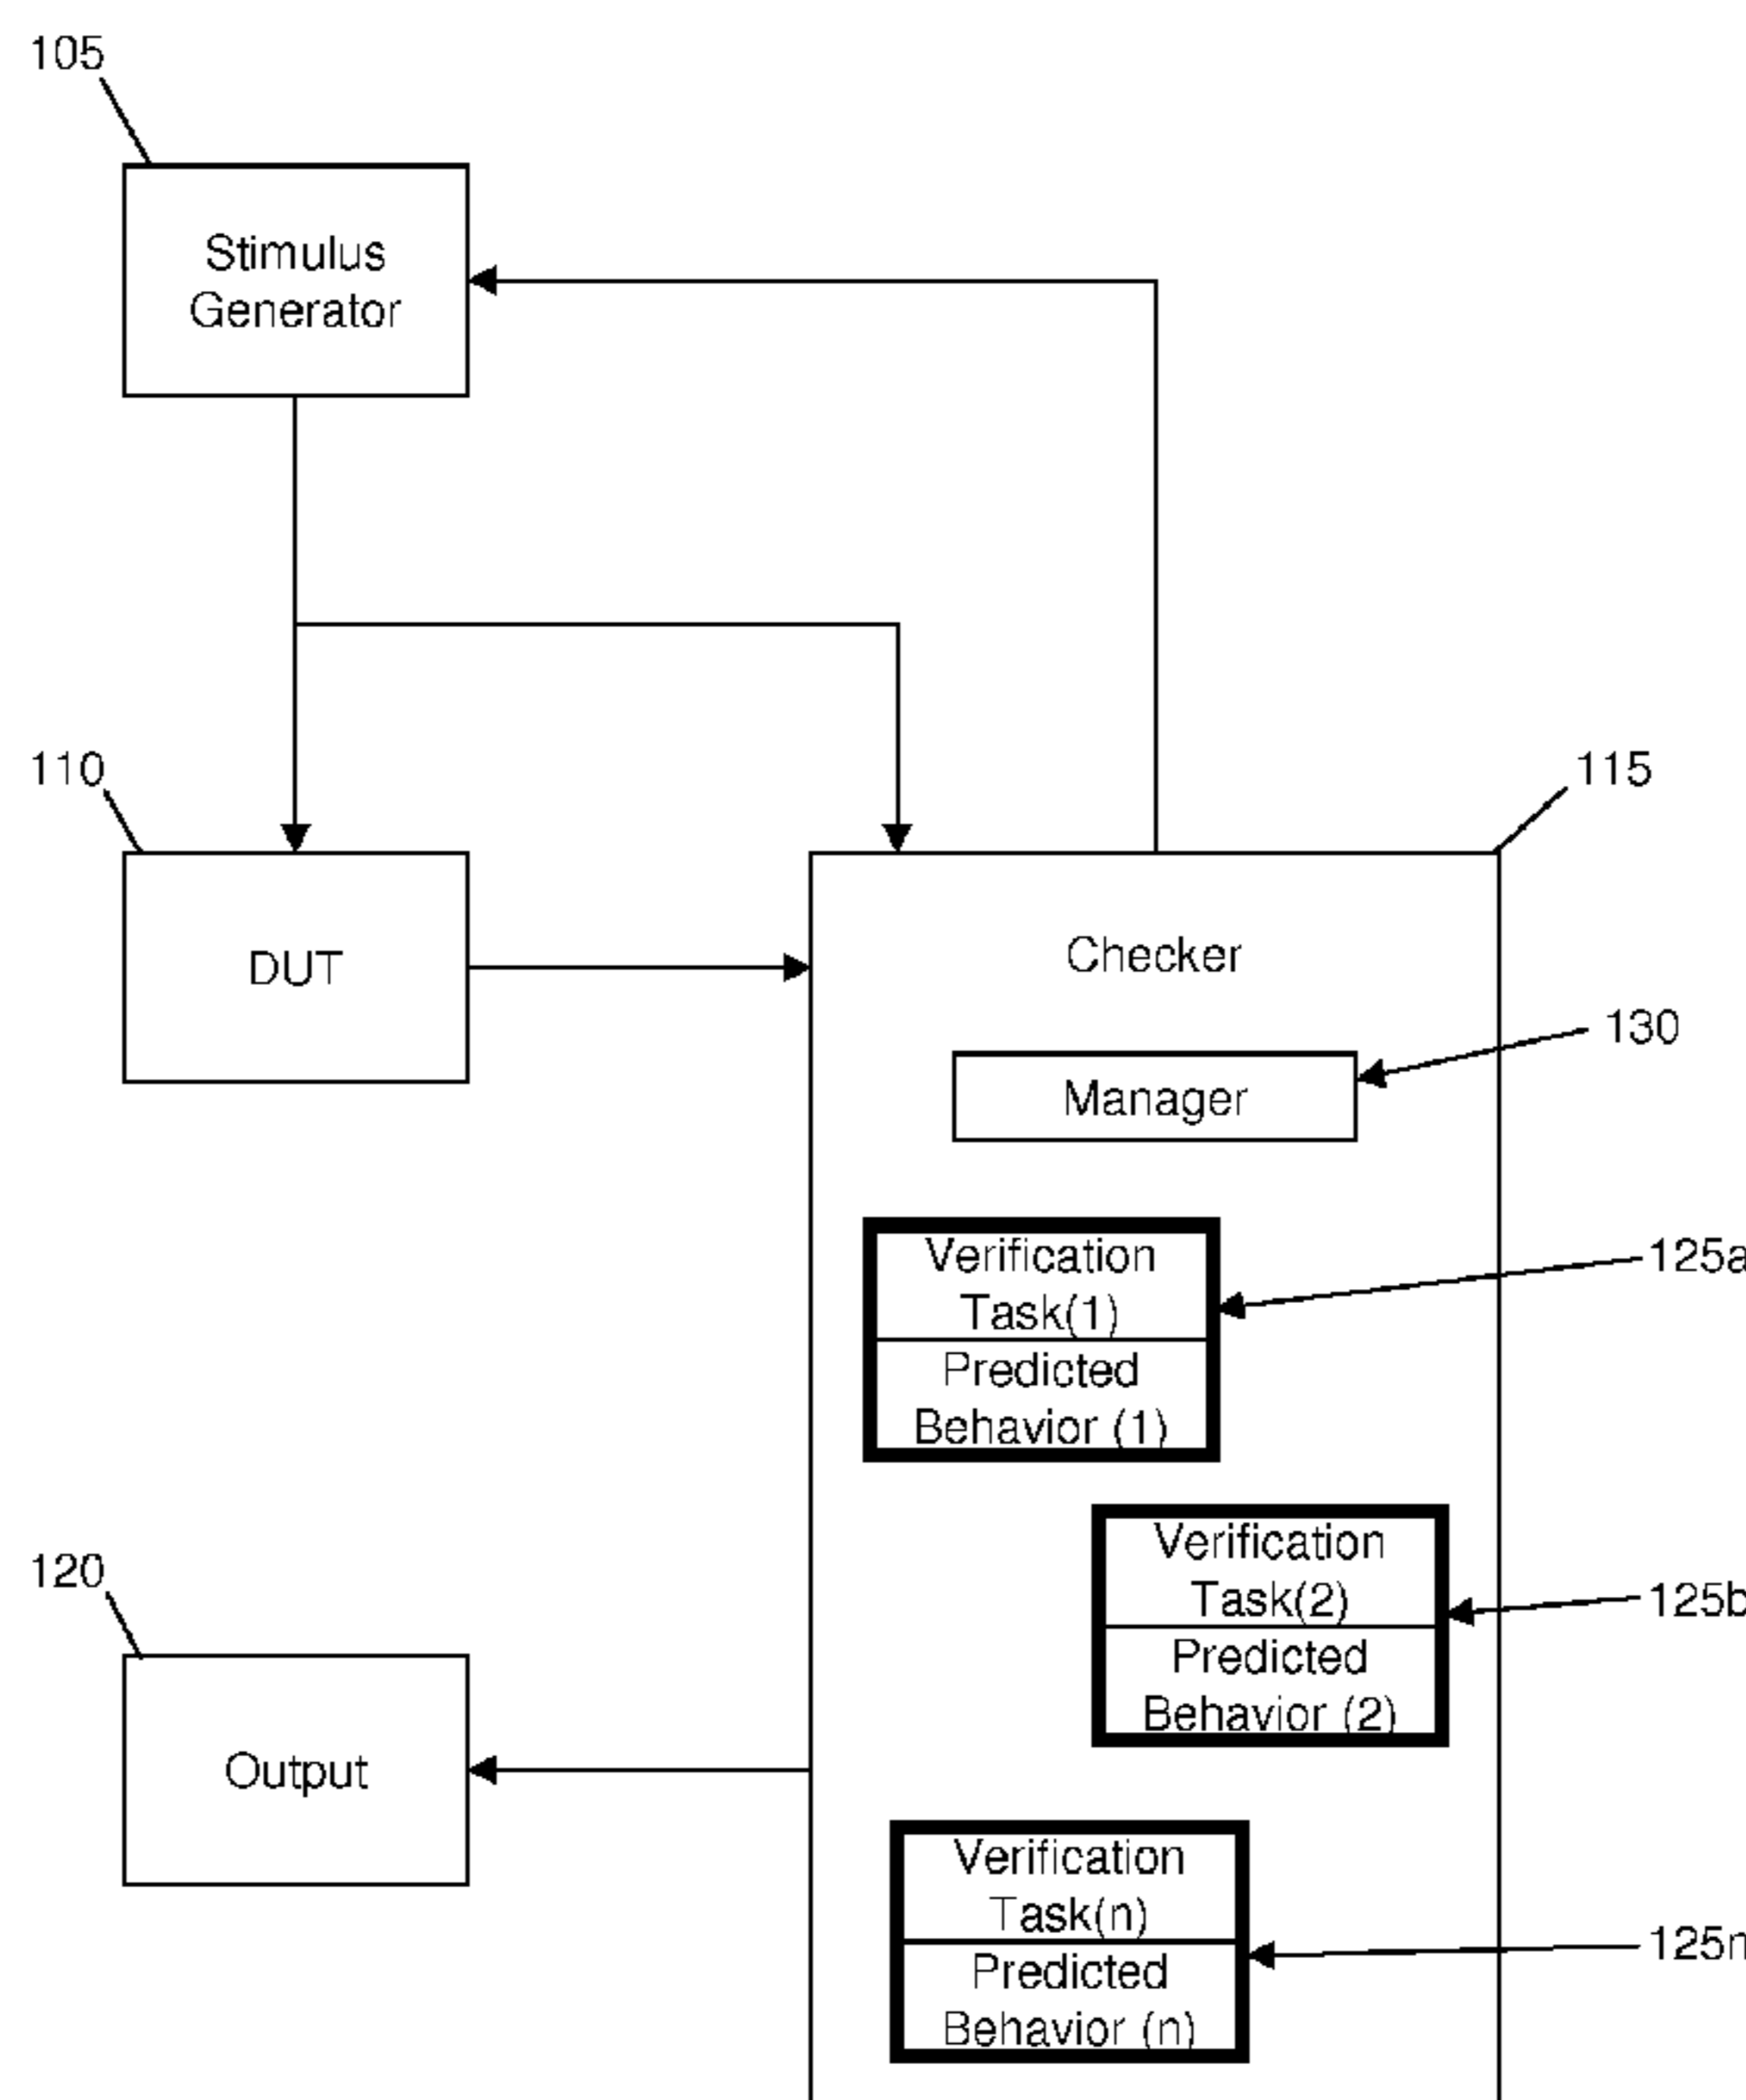 105
Stimulus
Generator
110
115
DUT
Checker
130
Manager
Verification
Task(1)
125a
Predicted
Behavior (1)
Verification
Task(2)
125b
Predicted
Behavior (2)
120
Output
Verification
Task(n)
125n
Predicted
Behavior (n)